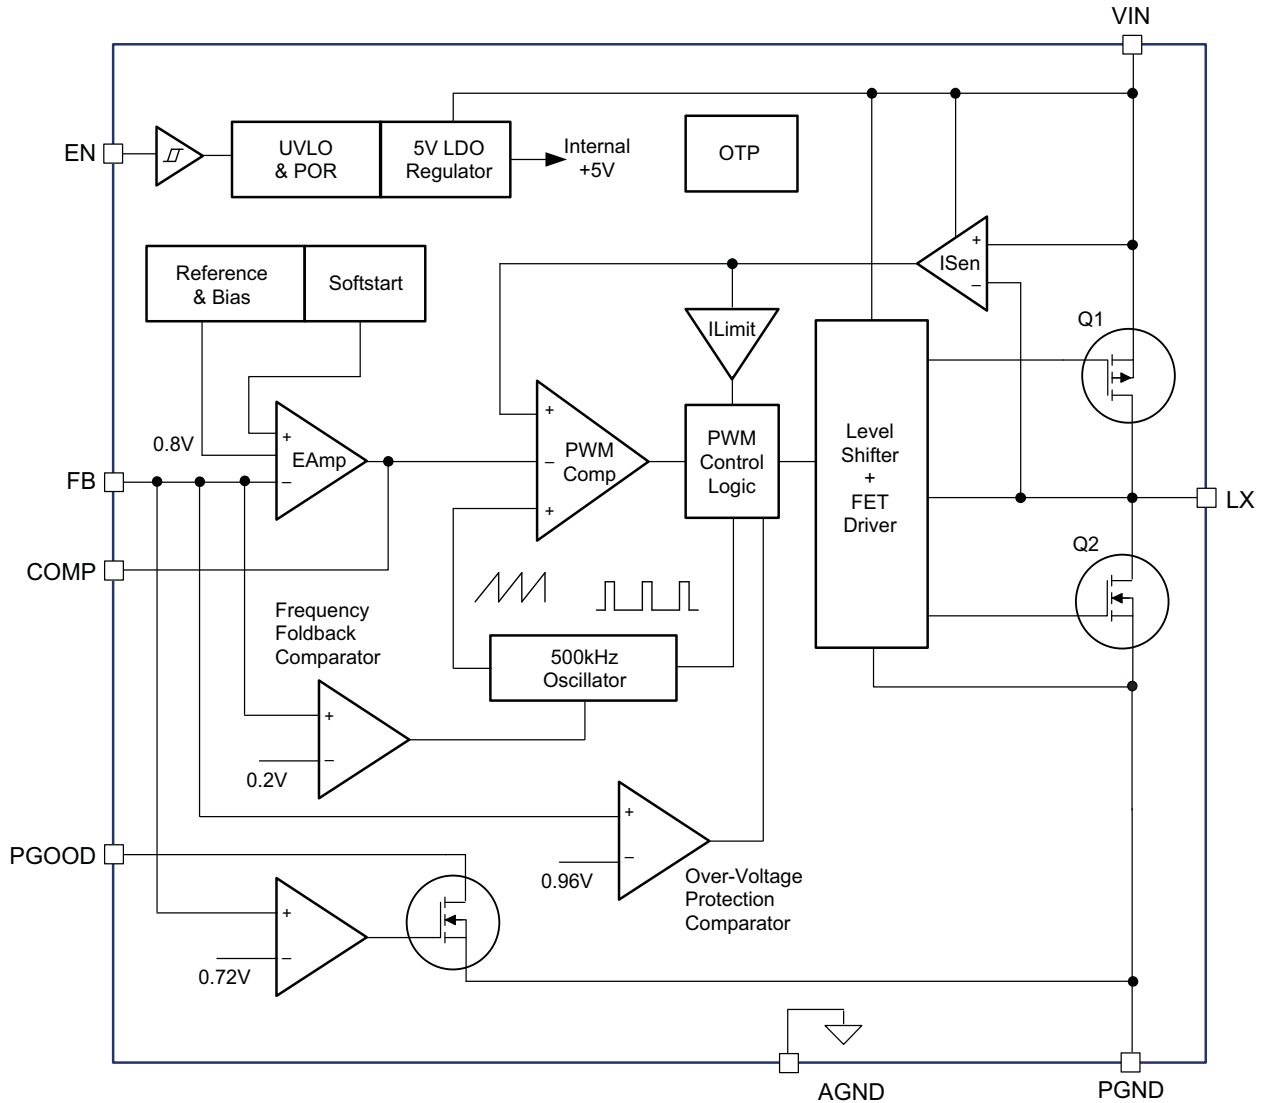 VIN
EN
UVLO
& POR
5V LDO
Regulator
Internal
+5V
OTP
Reference
& Bias
Softstart
+
ISen
–
ILimit
Q1
0.8V
+
EAmp
–
+
PWM
–
Comp
+
PWM
Control
Logic
Level
Shifter
+
FET
Driver
FB
LX
COMP
Q2
Frequency
Foldback
Comparator
500kHz
Oscillator
+
–
0.2V
+
–
0.96V
Over-Voltage
Protection
Comparator
PGOOD
+
–
0.72V
AGND
PGND